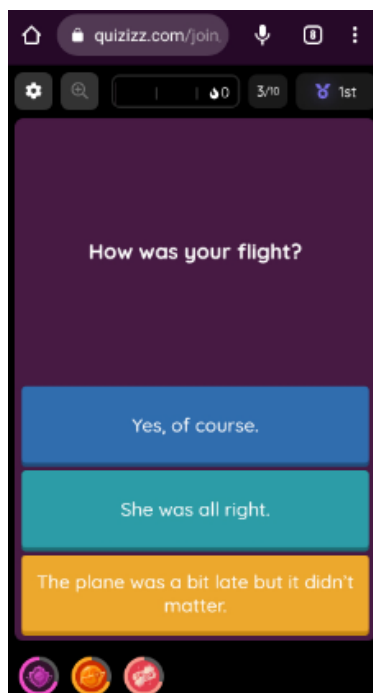 quizizz.com/join
8
0
3/10
1st
How was your flight?
Yes, of course.
She was all right.
The plane was a bit late but it didn't
matter.